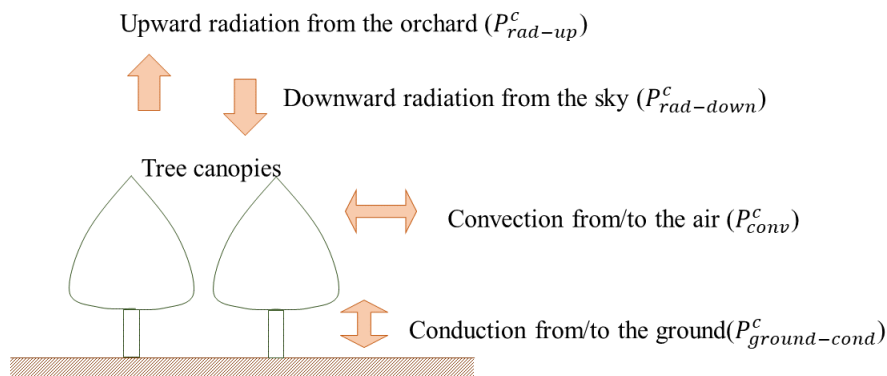 Upward radiation from the orchard (P^c_{rad-up})
Downward radiation from the sky (P^c_{rad-down})
Tree canopies
Convection from/to the air (P^c_{conv})
Conduction from/to the ground(P^c_{ground-cond})